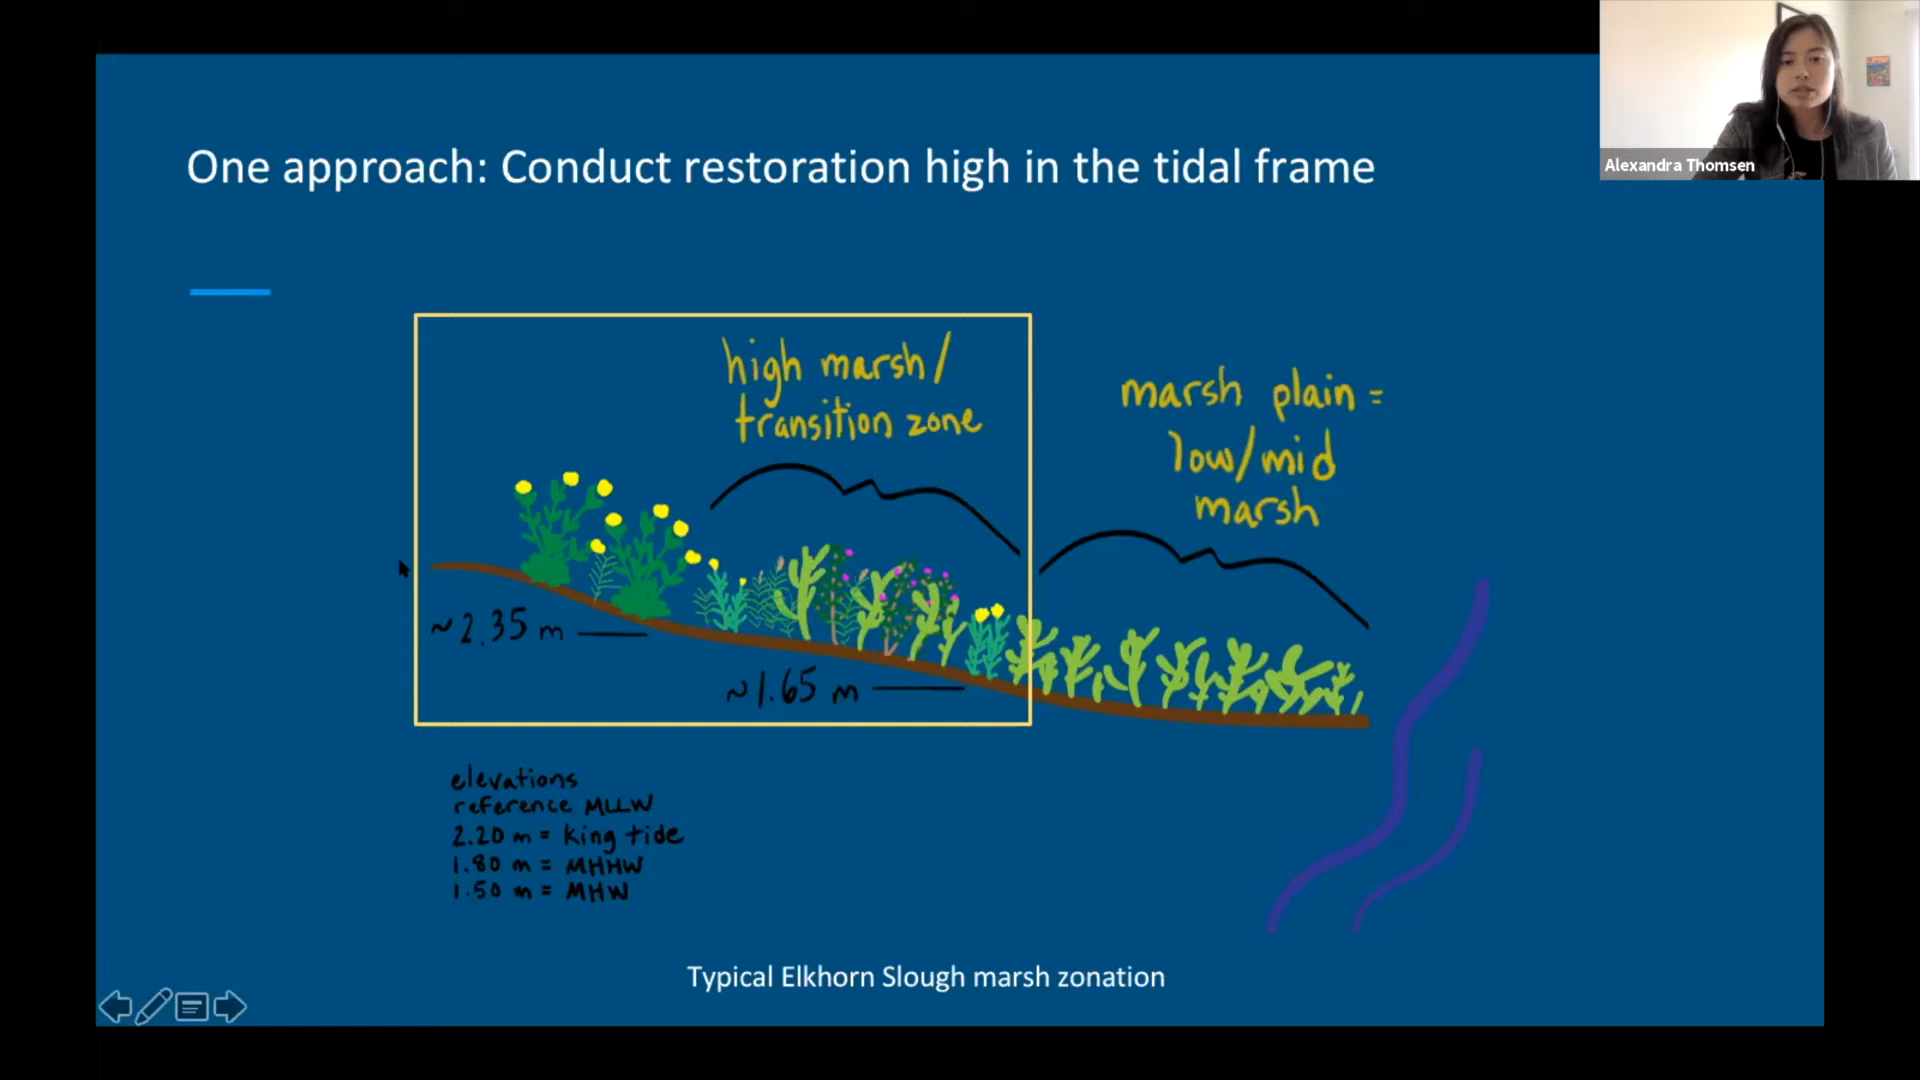 Alexandra Thomsen
One approach: Conduct restoration high in the tidal frame
high marsh/
transition zone
marsh plain =
low/mid
marsh
~2.35 m
~1.65 m
elevations
reference MLLW
2.20 m = King tide
1.80 m = MHHW
1.50 m = MHW
Typical Elkhorn Slough marsh zonation